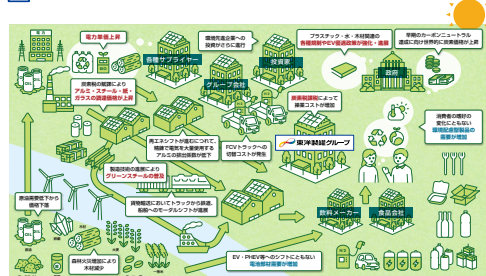 電力単価上昇
環境先進企業への
投資がさらに進行
プラスチック・水・木材関連の
各種規制やEV優遇政策が強化・進展
早期のカーボンニュートラル
達成に向け世界的に炭素価格が上昇
各種サプライヤー
投資家
政府
グループ会社
炭素税の賦課により
アルミ・スチール・紙・
ガラスの調達価格が上昇
炭素税課税によって
操業コストが増加
消費者の嗜好の
変化にともない
環境配慮型製品の
需要が増加
再エネシフトが進むにつれて、
精錬で電気を大量使用する
アルミの排出係数が低下
FCVトラックへの
切替コストが発生
東洋製罐グループ
製造技術の進展により
グリーンスチールの普及
原油需要低下から
価格下落
貨物輸送においてトラックから鉄道、
船舶へのモーダルシフトが進展
飲料メーカー
食品会社
森林火災増加により
木材減少
EV・PHEV等へのシフトにともない
電池部材需要が増加